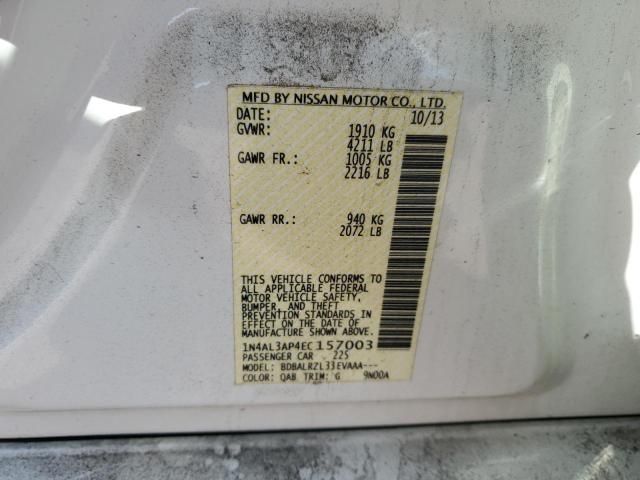 MFD BY NISSAN MOTOR CO., LTD.
DATE: 10/13
GVWR: 1910 KG
4211 LB
GAWR FR.: 1005 KG
2216 LB
GAWR RR.: 940 KG
2072 LB
THIS VEHICLE CONFORMS TO
ALL APPLICABLE FEDERAL
MOTOR VEHICLE SAFETY,
BUMPER, AND THEFT
PREVENTION STANDARDS IN
EFFECT ON THE DATE OF
MANUFACTURE SHOWN ABOVE.
1N4AL3AP4EC157003
PASSENGER CAR 225
MODEL: BDBALRZL33EVAAA---
COLOR: QAB TRIM: G 9N00A